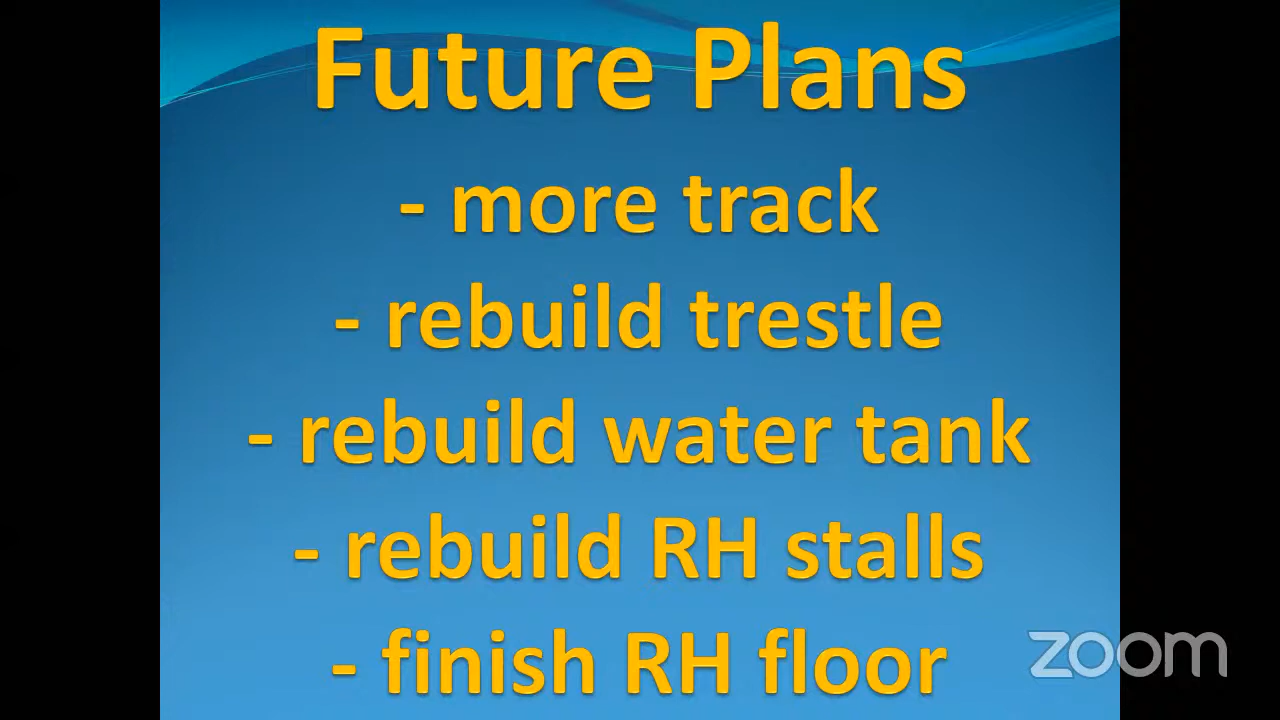 Future Plans
- more track
- rebuild trestle
- rebuild water tank
- rebuild RH stalls
- finish RH floor
zoom